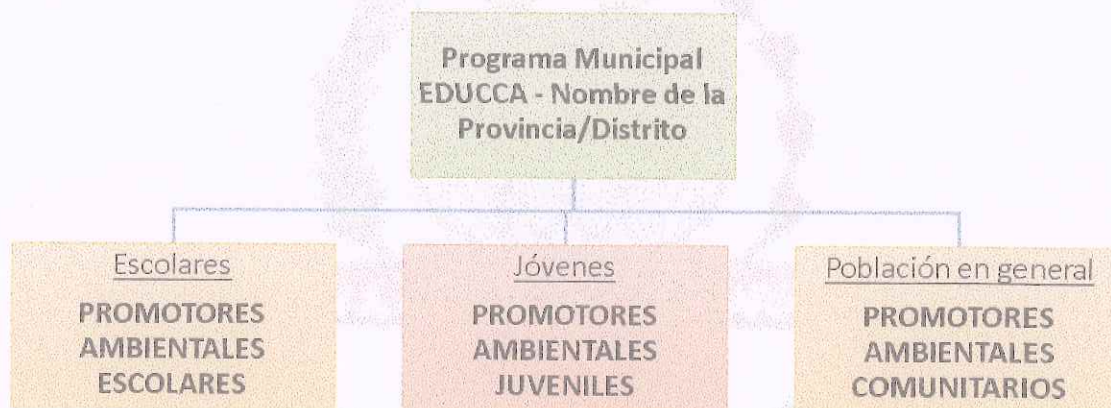 Programa Municipal
EDUCCA - Nombre de la
Provincia/Distrito
Escolares
PROMOTORES
AMBIENTALES
ESCOLARES
Jóvenes
PROMOTORES
AMBIENTALES
JUVENILES
Población en general
PROMOTORES
AMBIENTALES
COMUNITARIOS